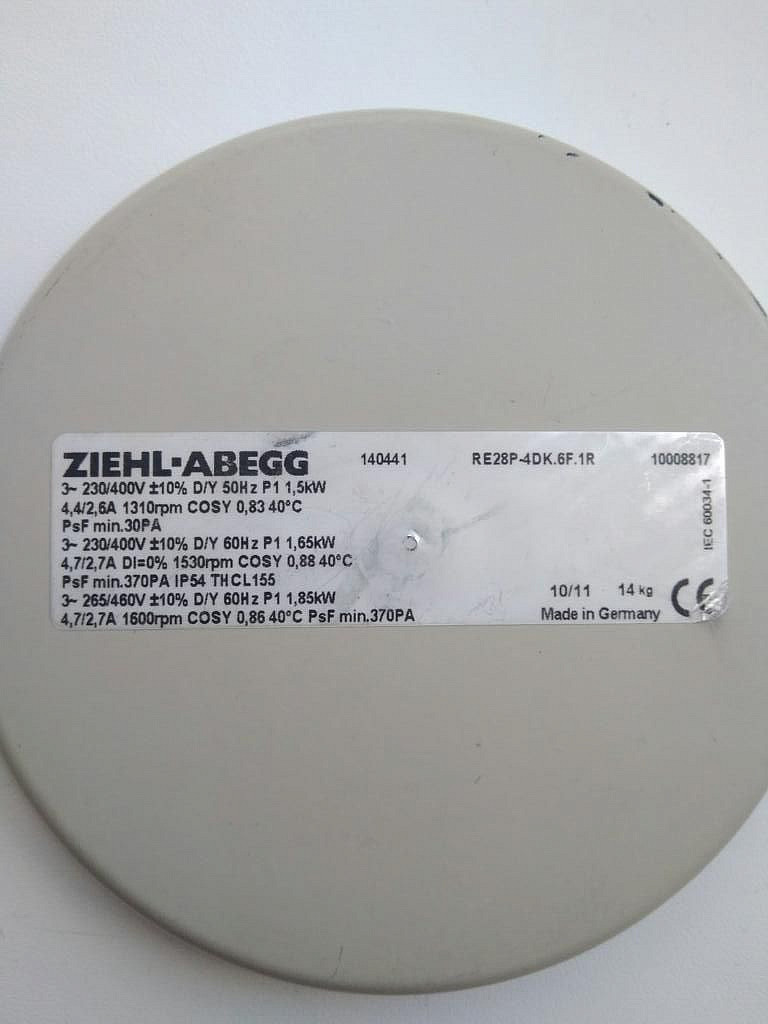 ZIEHL-ABEGG 140441 RE28P-4DK.6F.1R 10008817
3~ 230/400V ±10% D/Y 50Hz P1 1,5kW
4,4/2,6A 1310rpm COSY 0,83 40°C
PsF min.30PA
3~ 230/400V ±10% D/Y 60Hz P1 1,65kW
4,7/2,7A DI=0% 1530rpm COSY 0,88 40°C
PsF min.370PA IP54 THCL155
3~ 265/460V ±10% D/Y 60Hz P1 1,85kW
4,7/2,7A 1600rpm COSY 0,86 40°C PsF min.370PA
IEC 60034-1
10/11 14 kg CE
Made in Germany